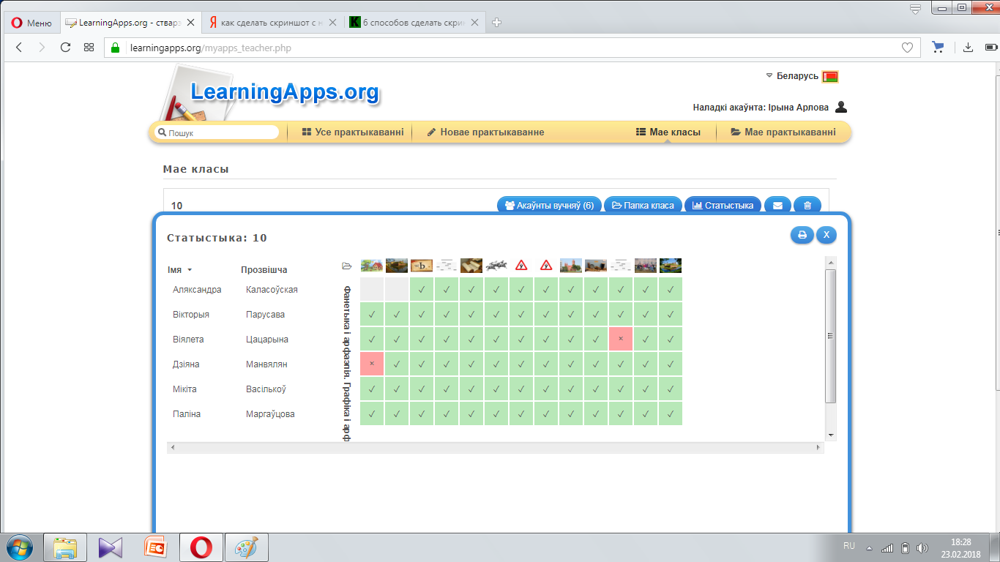 Меню
LearningApps.org - ствара
как сделать скриншот с н
6 способов сделать скри
learningapps.org/myapps_teacher.php
LearningApps.org
Беларусь
Наладкі акаўнта: Ірына Арлова
Пошук
Усе практыкаванні
Новае практыкаванне
Мае класы
Мае практыкаванні
Мае класы
10
Акаўнты вучняў (6)
Папка класа
Статыстыка
Статыстыка: 10
X
Імя
Прозвішча
Фанетыка і арфаэпія. Графіка і арф
Аляксандра Каласоўская
Вікторыя Парусава
Віялета Цацарына
Дзіяна Манвялян
Мікіта Васількоў
Паліна Маргаўцова
RU
18:28
23.02.2018